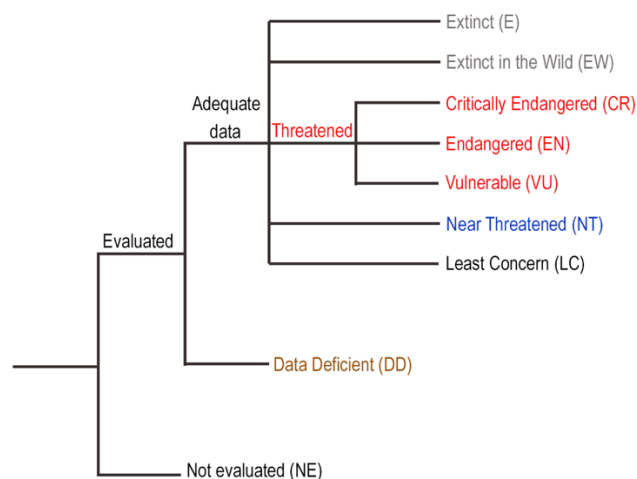 Extinct (E)
Extinct in the Wild (EW)
Adequate
data
Threatened
Critically Endangered (CR)
Endangered (EN)
Vulnerable (VU)
Near Threatened (NT)
Evaluated
Least Concern (LC)
Data Deficient (DD)
Not evaluated (NE)